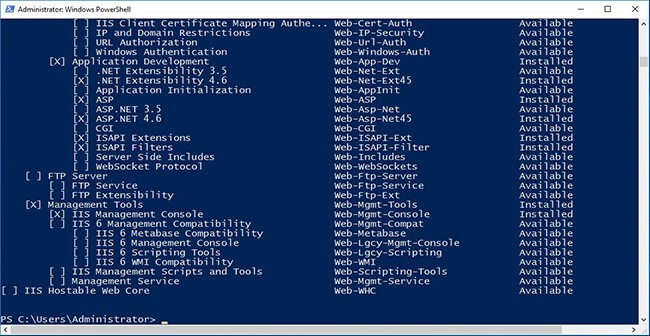 Administrator: Windows PowerShell
[ ] IIS Client Certificate Mapping Authe... Web-Cert-Auth Available
[ ] IP and Domain Restrictions Web-IP-Security Available
[ ] URL Authorization Web-Url-Auth Available
[ ] Windows Authentication Web-Windows-Auth Available
[X] Application Development Web-App-Dev Installed
[ ] .NET Extensibility 3.5 Web-Net-Ext Available
[X] .NET Extensibility 4.6 Web-Net-Ext45 Installed
[ ] Application Initialization Web-AppInit Available
[X] ASP Web-ASP Installed
[ ] ASP.NET 3.5 Web-Asp-Net Available
[X] ASP.NET 4.6 Web-Asp-Net45 Installed
[ ] CGI Web-CGI Available
[X] ISAPI Extensions Web-ISAPI-Ext Installed
[X] ISAPI Filters Web-ISAPI-Filter Installed
[ ] Server Side Includes Web-Includes Available
[ ] WebSocket Protocol Web-WebSockets Available
[ ] FTP Server Web-Ftp-Server Available
[ ] FTP Service Web-Ftp-Service Available
[ ] FTP Extensibility Web-Ftp-Ext Available
[X] Management Tools Web-Mgmt-Tools Installed
[X] IIS Management Console Web-Mgmt-Console Installed
[ ] IIS 6 Management Compatibility Web-Mgmt-Compat Available
[ ] IIS 6 Metabase Compatibility Web-Metabase Available
[ ] IIS 6 Management Console Web-Lgcy-Mgmt-Console Available
[ ] IIS 6 Scripting Tools Web-Lgcy-Scripting Available
[ ] IIS 6 WMI Compatibility Web-WMI Available
[ ] IIS Management Scripts and Tools Web-Scripting-Tools Available
[ ] Management Service Web-Mgmt-Service Available
[ ] IIS Hostable Web Core Web-WHC Available
PS C:\Users\Administrator> _